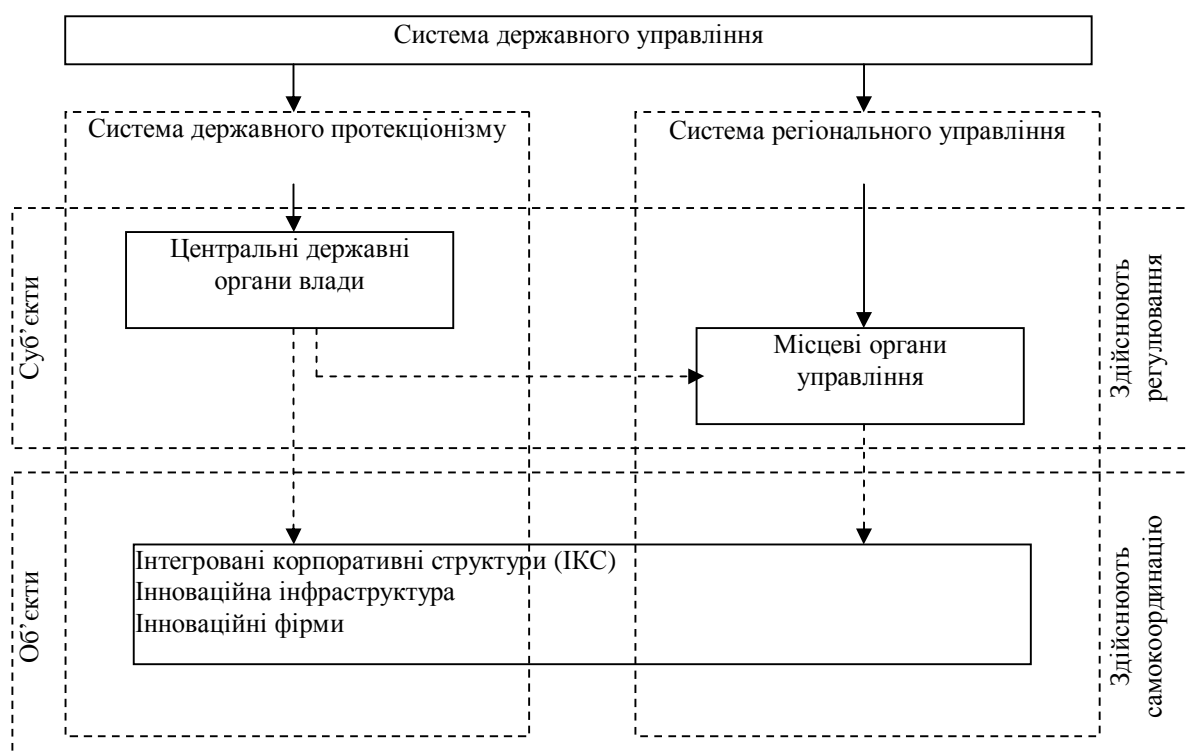 Система державного управління
Система державного протекціонізму
Система регіонального управління
Суб’єкти
Центральні державні
органи влади
Місцеві органи
управління
Здійснюють
регулювання
Об’єкти
Інтегровані корпоративні структури (ІКС)
Інноваційна інфраструктура
Інноваційні фірми
Здійснюють
самокоординацію